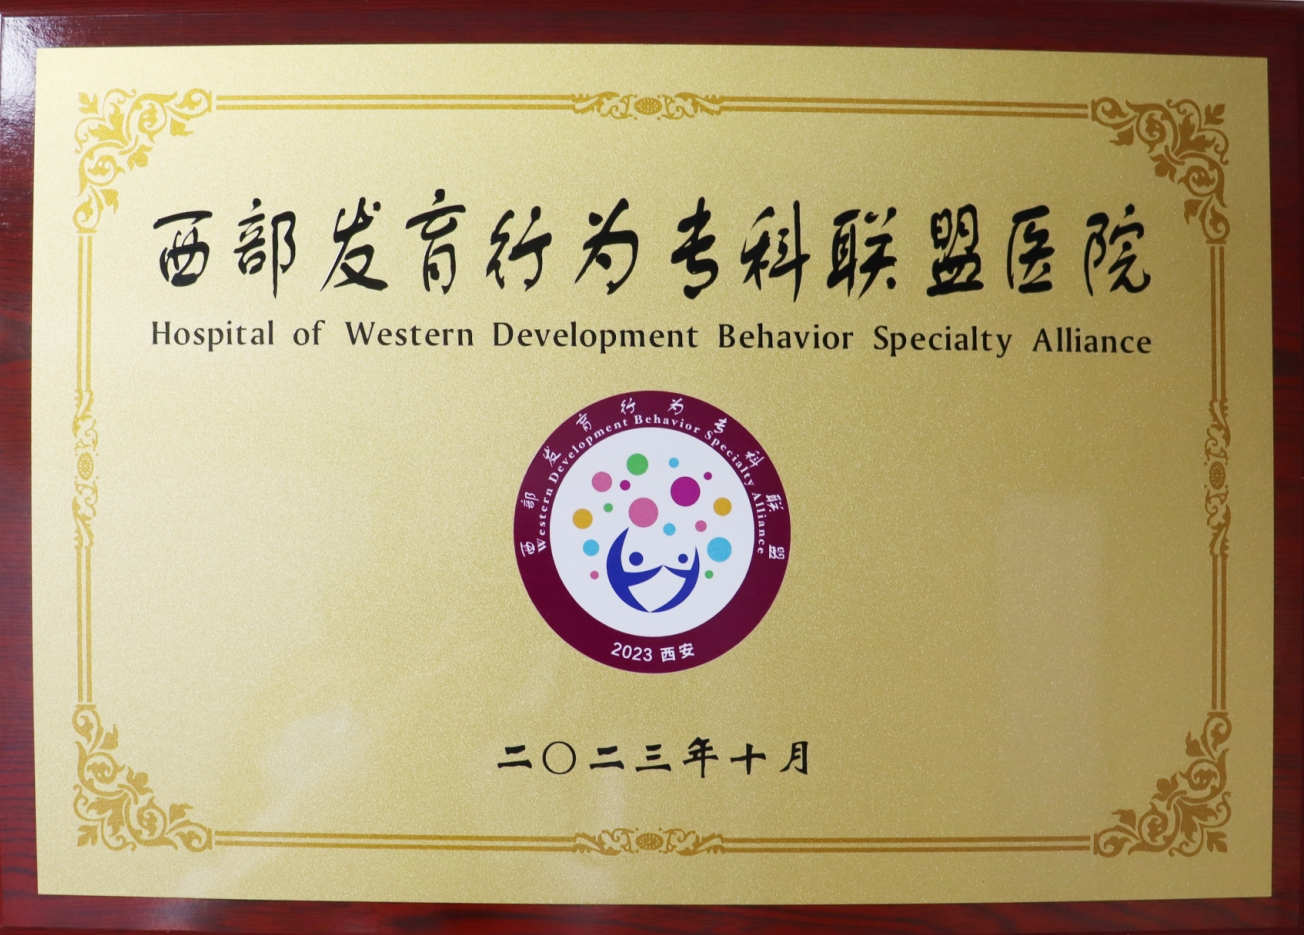 西部发育行为专科联盟医院
Hospital of Western Development Behavior Specialty Alliance
西部发育行为专科联盟
Western Development Behavior Specialty Alliance
2023 西安
二〇二三年十月